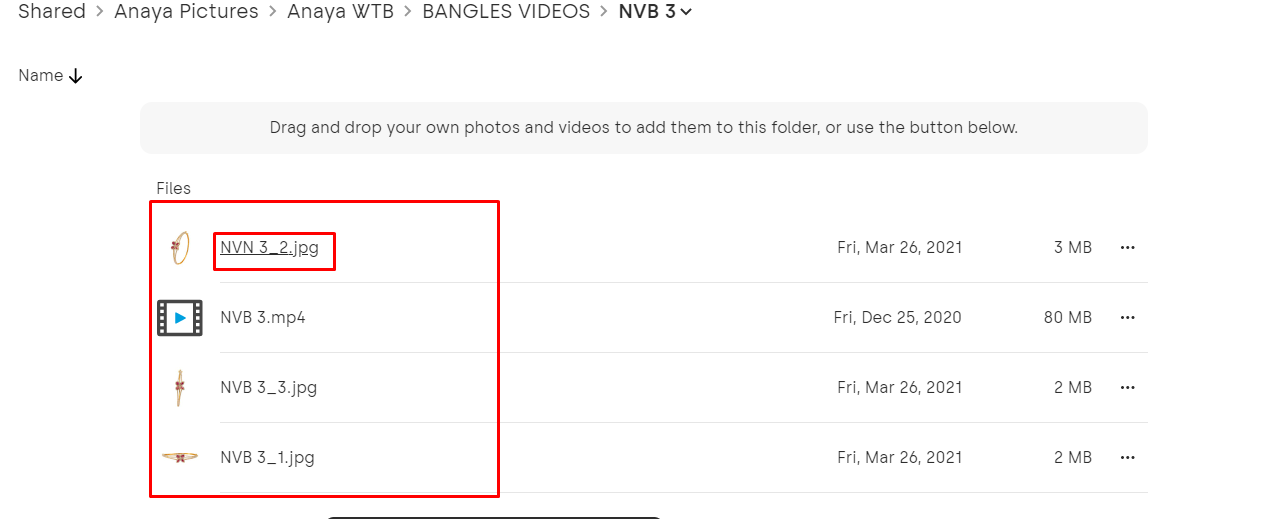 Shared > Anaya Pictures > Anaya WTB > BANGLES VIDEOS > NVB 3
Name
Drag and drop your own photos and videos to add them to this folder, or use the button below.
Files
NVN 3_2.jpg Fri, Mar 26, 2021 3 MB
NVB 3.mp4 Fri, Dec 25, 2020 80 MB
NVB 3_3.jpg Fri, Mar 26, 2021 2 MB
NVB 3_1.jpg Fri, Mar 26, 2021 2 MB